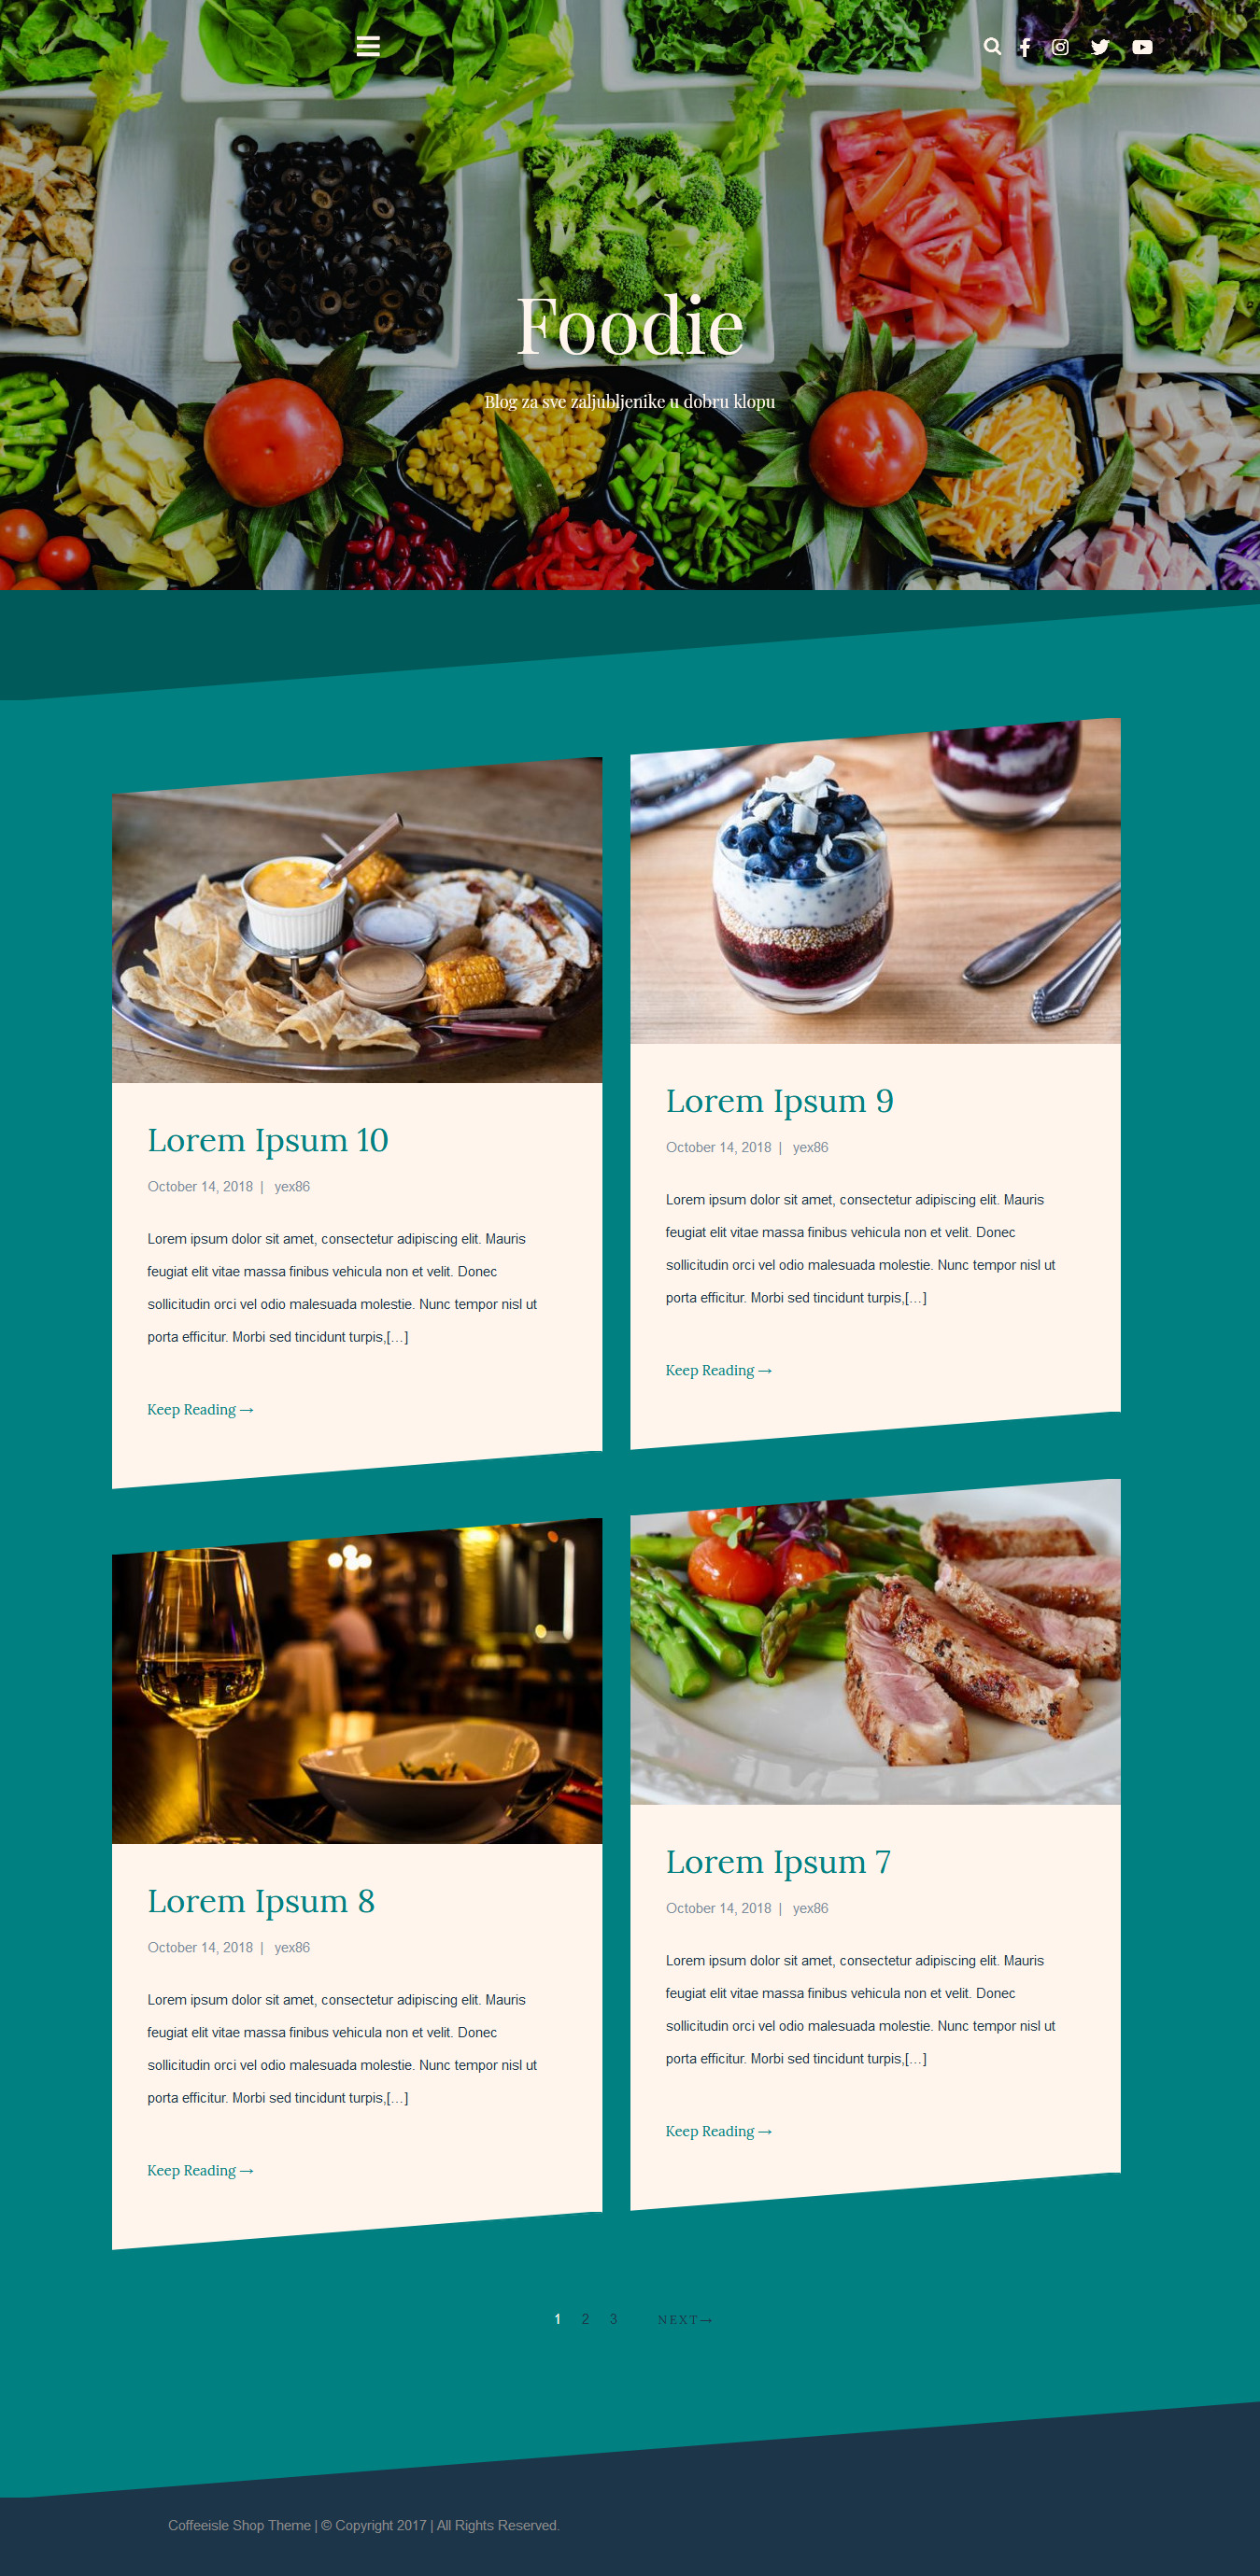 Foodie
Blog za sve zaljubljenike u dobru klopu
Lorem Ipsum 10
October 14, 2018 | yex86
Lorem ipsum dolor sit amet, consectetur adipiscing elit. Mauris
feugiat elit vitae massa finibus vehicula non et velit. Donec
sollicitudin orci vel odio malesuada molestie. Nunc tempor nisl ut
porta efficitur. Morbi sed tincidunt turpis,[…]
Keep Reading →
Lorem Ipsum 9
October 14, 2018 | yex86
Lorem ipsum dolor sit amet, consectetur adipiscing elit. Mauris
feugiat elit vitae massa finibus vehicula non et velit. Donec
sollicitudin orci vel odio malesuada molestie. Nunc tempor nisl ut
porta efficitur. Morbi sed tincidunt turpis,[…]
Keep Reading →
Lorem Ipsum 8
October 14, 2018 | yex86
Lorem ipsum dolor sit amet, consectetur adipiscing elit. Mauris
feugiat elit vitae massa finibus vehicula non et velit. Donec
sollicitudin orci vel odio malesuada molestie. Nunc tempor nisl ut
porta efficitur. Morbi sed tincidunt turpis,[…]
Keep Reading →
Lorem Ipsum 7
October 14, 2018 | yex86
Lorem ipsum dolor sit amet, consectetur adipiscing elit. Mauris
feugiat elit vitae massa finibus vehicula non et velit. Donec
sollicitudin orci vel odio malesuada molestie. Nunc tempor nisl ut
porta efficitur. Morbi sed tincidunt turpis,[…]
Keep Reading →
1 2 3 NEXT→
Coffeeisle Shop Theme | © Copyright 2017 | All Rights Reserved.